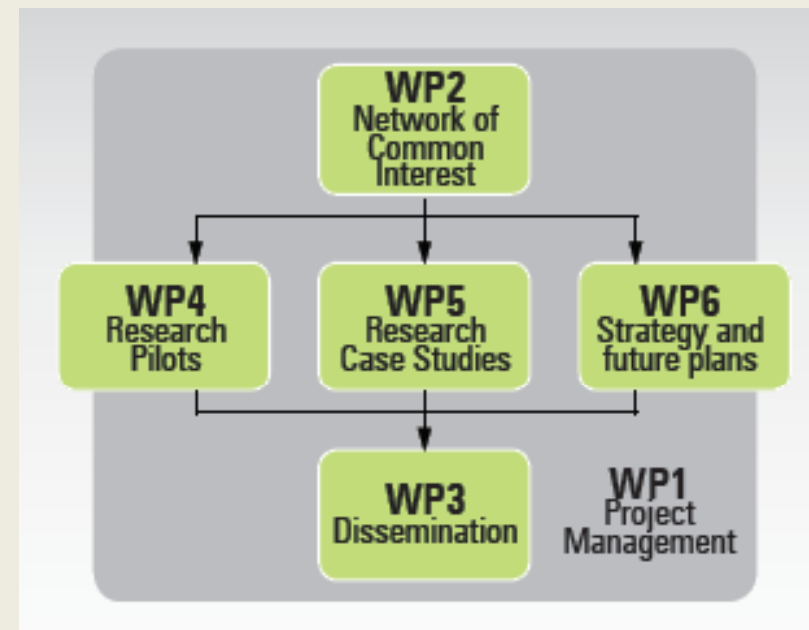 WP2
Network of
Common
Interest
WP4
Research
Pilots
WP5
Research
Case Studies
WP6
Strategy and
future plans
WP3
Dissemination
WP1
Project
Management